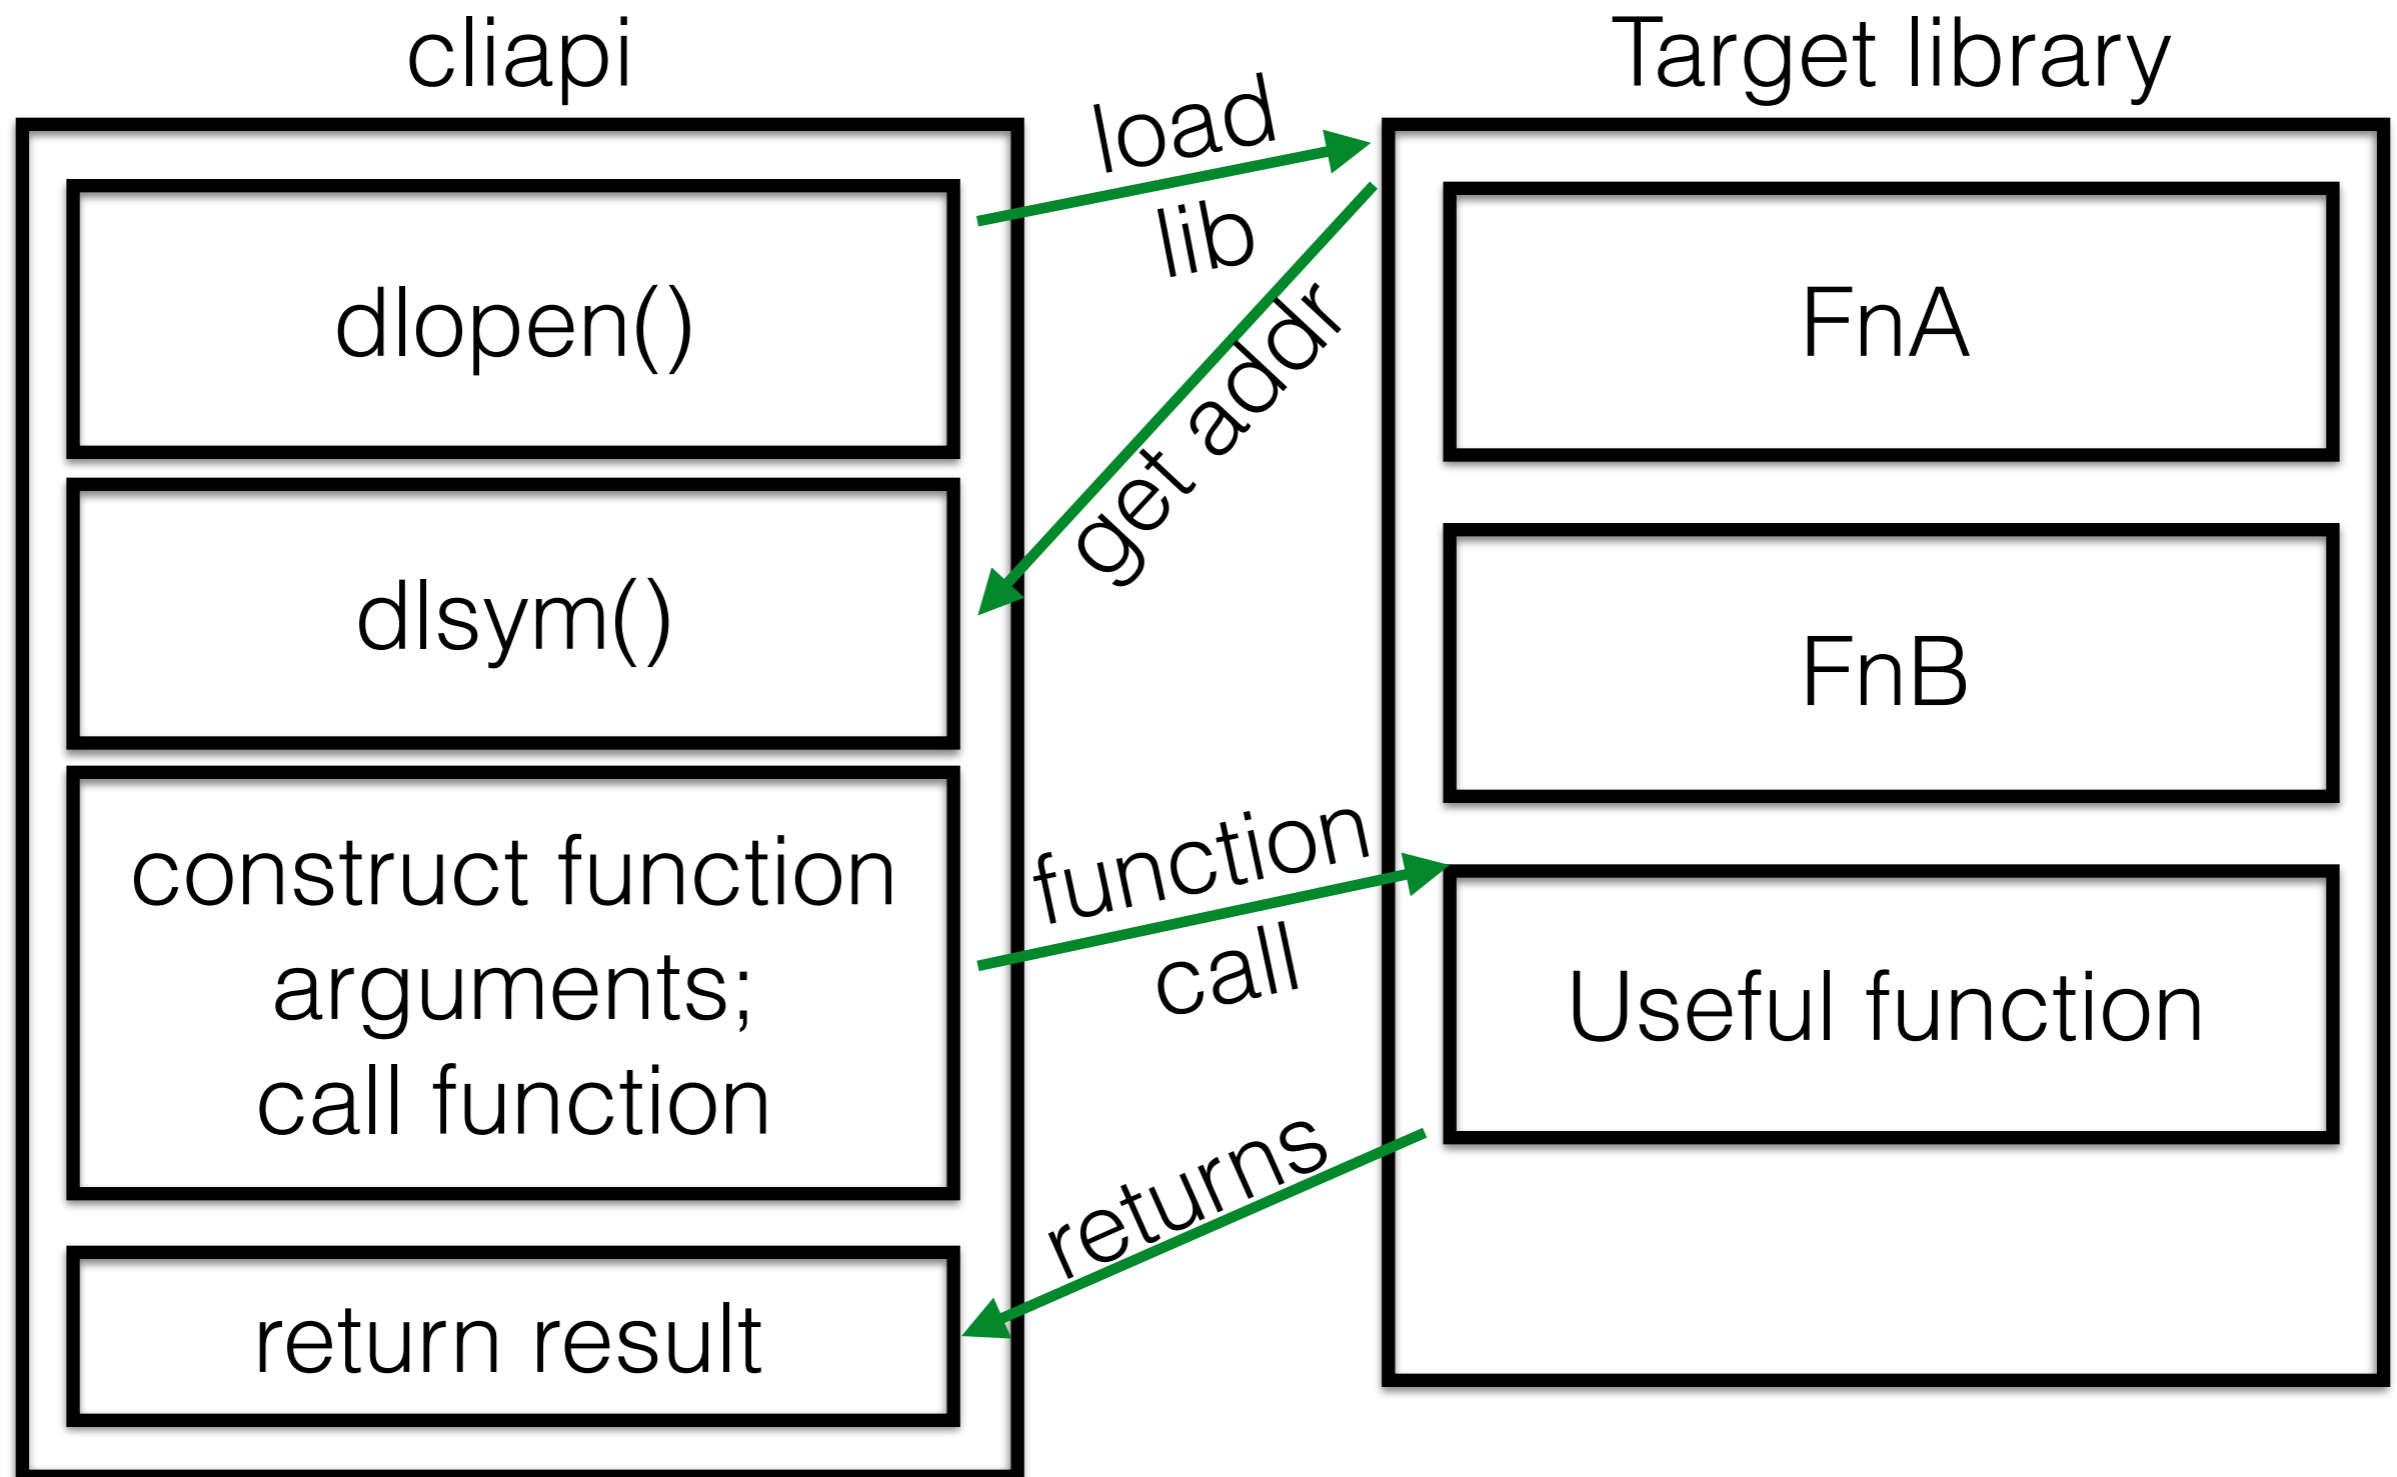 cliapi
Target library
load
lib
get addr
dlopen()
FnA
dlsym()
FnB
construct function
arguments;
call function
function
call
Useful function
returns
return result